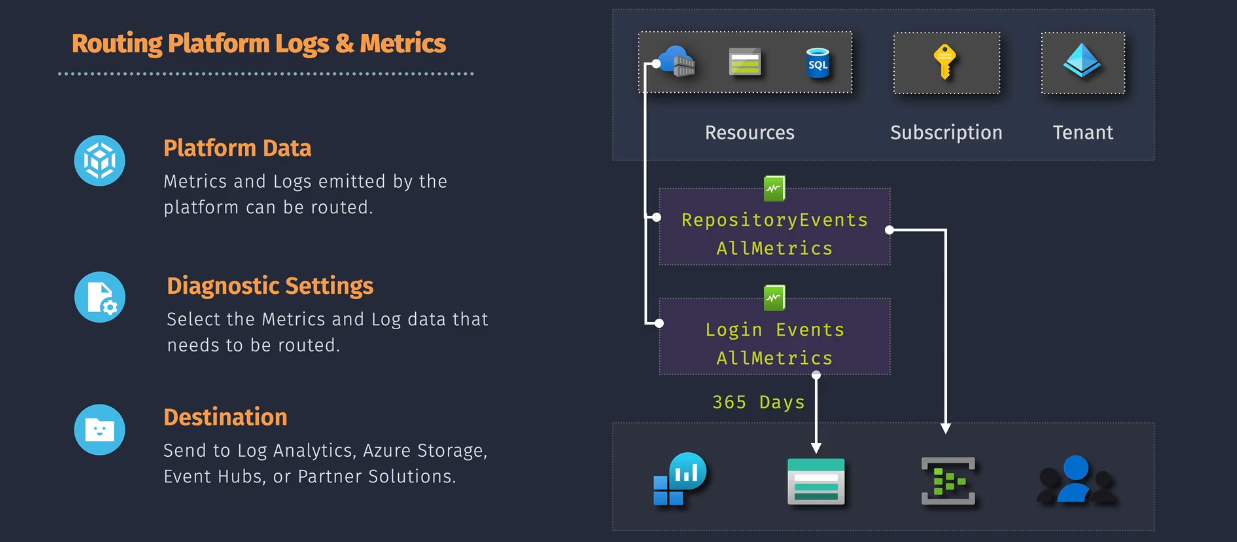 Routing Platform Logs & Metrics
Platform Data
Metrics and Logs emitted by the
platform can be routed.
Diagnostic Settings
Select the Metrics and Log data that
needs to be routed.
Destination
Send to Log Analytics, Azure Storage,
Event Hubs, or Partner Solutions.
SQL
Resources
Subscription
Tenant
RepositoryEvents
AllMetrics
Login Events
AllMetrics
365 Days